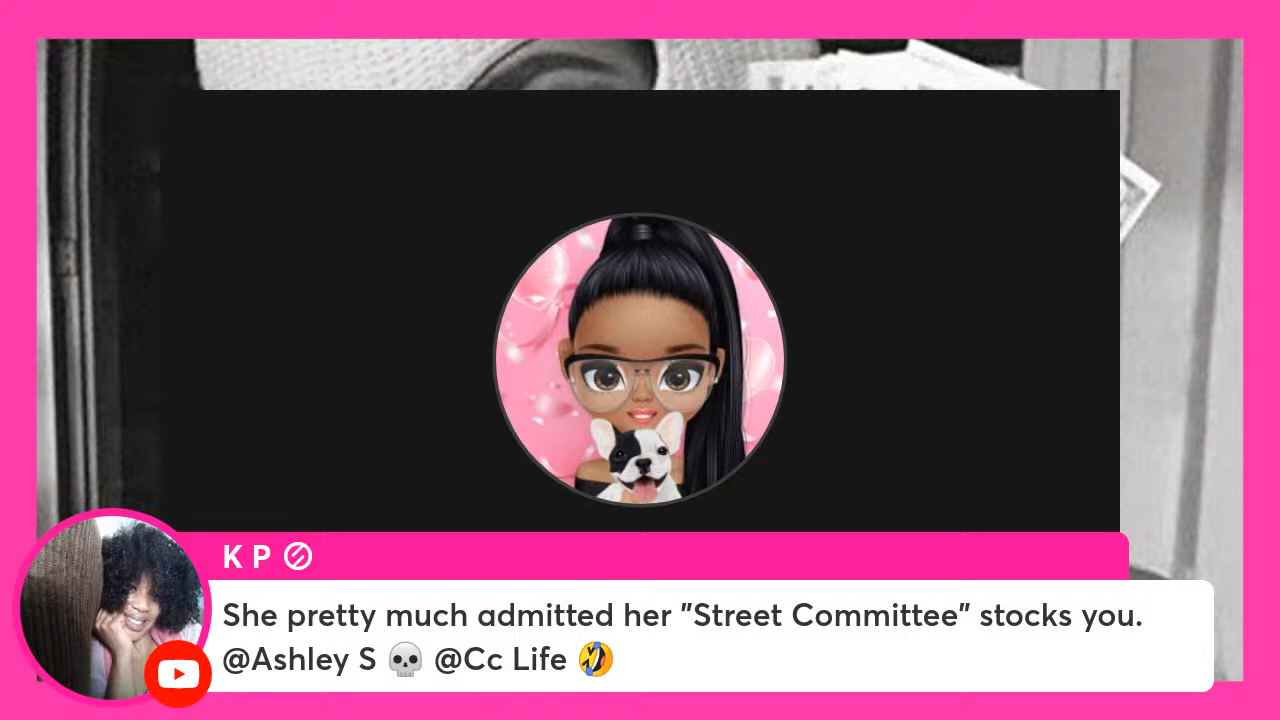 K P
She pretty much admitted her "Street Committee" stocks you.
@Ashley S 💀 @Cc Life 🤣